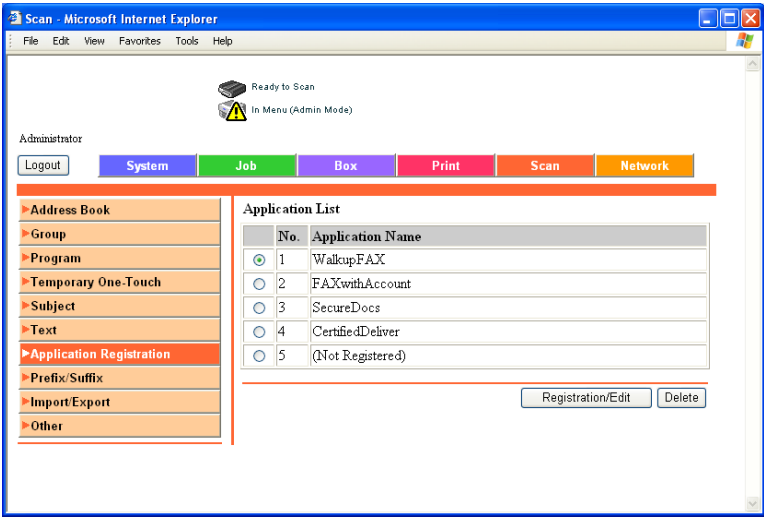 Scan - Microsoft Internet Explorer
File Edit View Favorites Tools Help
Ready to Scan
In Menu (Admin Mode)
Administrator
Logout System Job Box Print Scan Network
Address Book
Group
Program
Temporary One-Touch
Subject
Text
Application Registration
Prefix/Suffix
Import/Export
Other
Application List
No. Application Name
1 WalkupFAX
2 FAXwithAccount
3 SecureDocs
4 CertifiedDeliver
5 (Not Registered)
Registration/Edit Delete